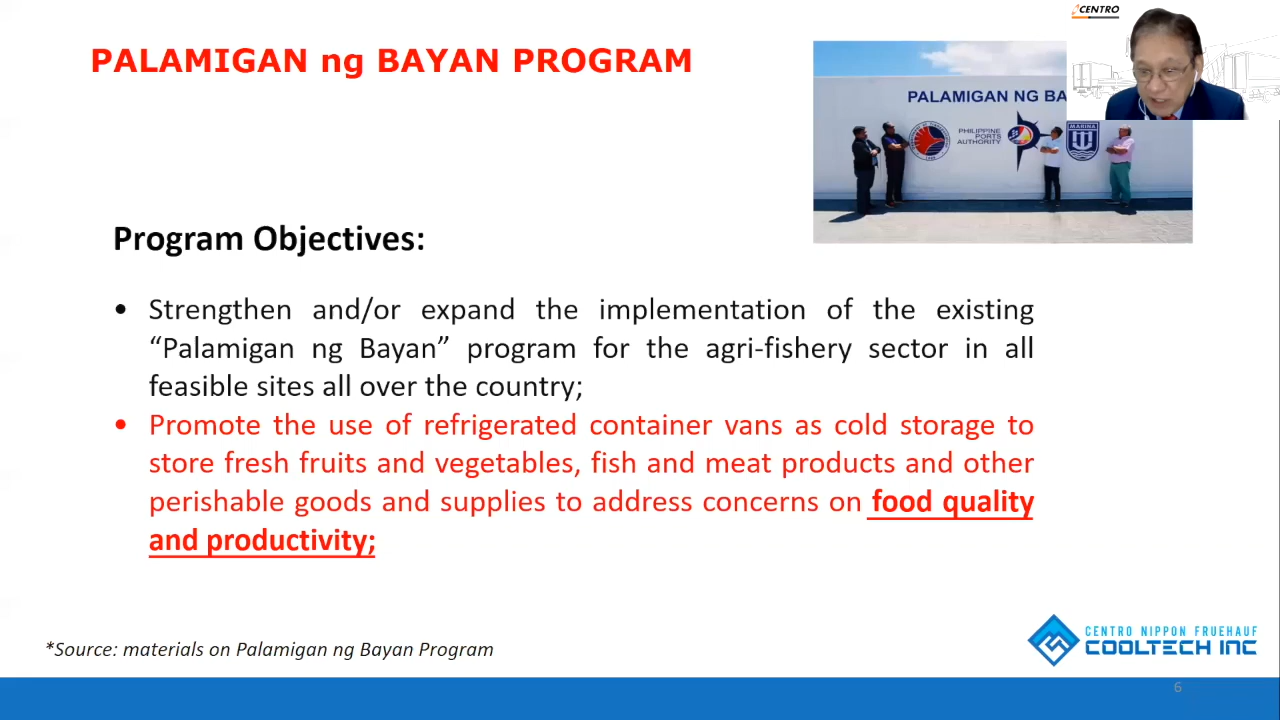 CENTRO
PALAMIGAN ng BAYAN PROGRAM
PALAMIGAN NG BA
PHILIPPINE
PORTS
AUTHORITY
MARINA
Program Objectives:
• Strengthen and/or expand the implementation of the existing
“Palamigan ng Bayan” program for the agri-fishery sector in all
feasible sites all over the country;
• Promote the use of refrigerated container vans as cold storage to
store fresh fruits and vegetables, fish and meat products and other
perishable goods and supplies to address concerns on food quality
and productivity;
*Source: materials on Palamigan ng Bayan Program
CENTRO NIPPON FRUEHAUF
COOLTECH INC
6